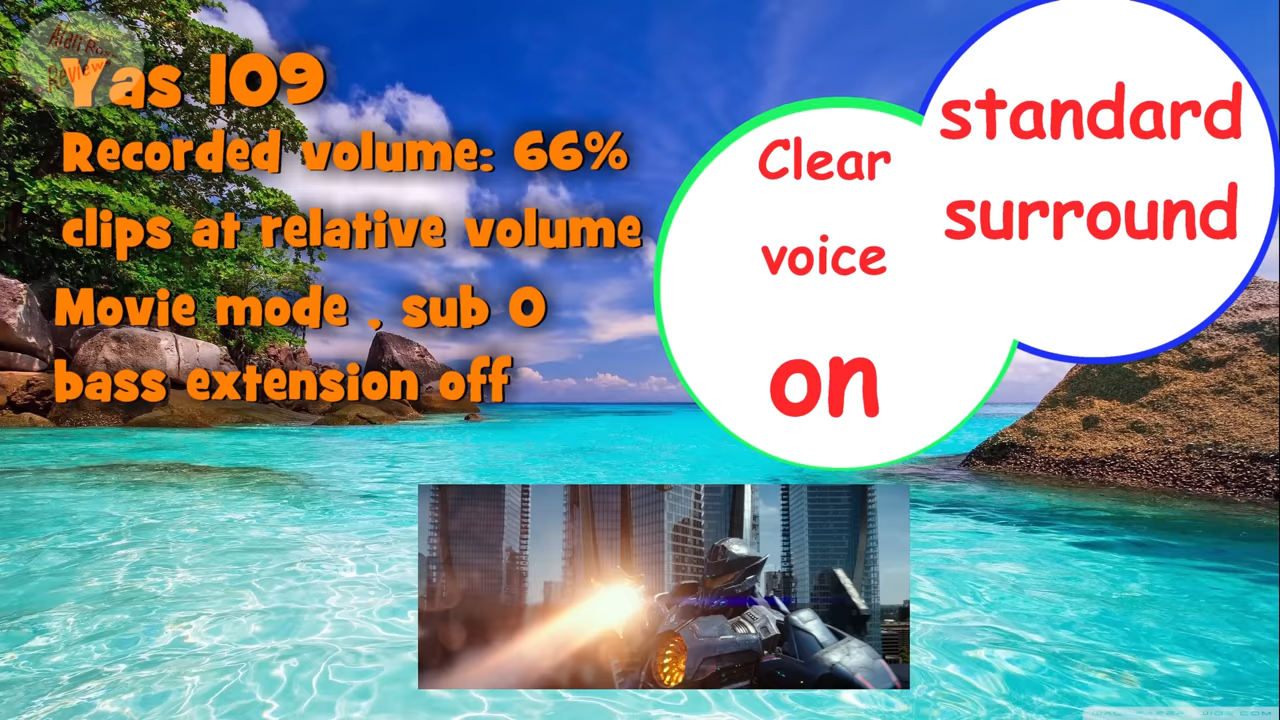 Yas 109
Recorded volume: 66%
clips at relative volume
Movie mode , sub 0
bass extension off
Clear
voice
on
standard
surround